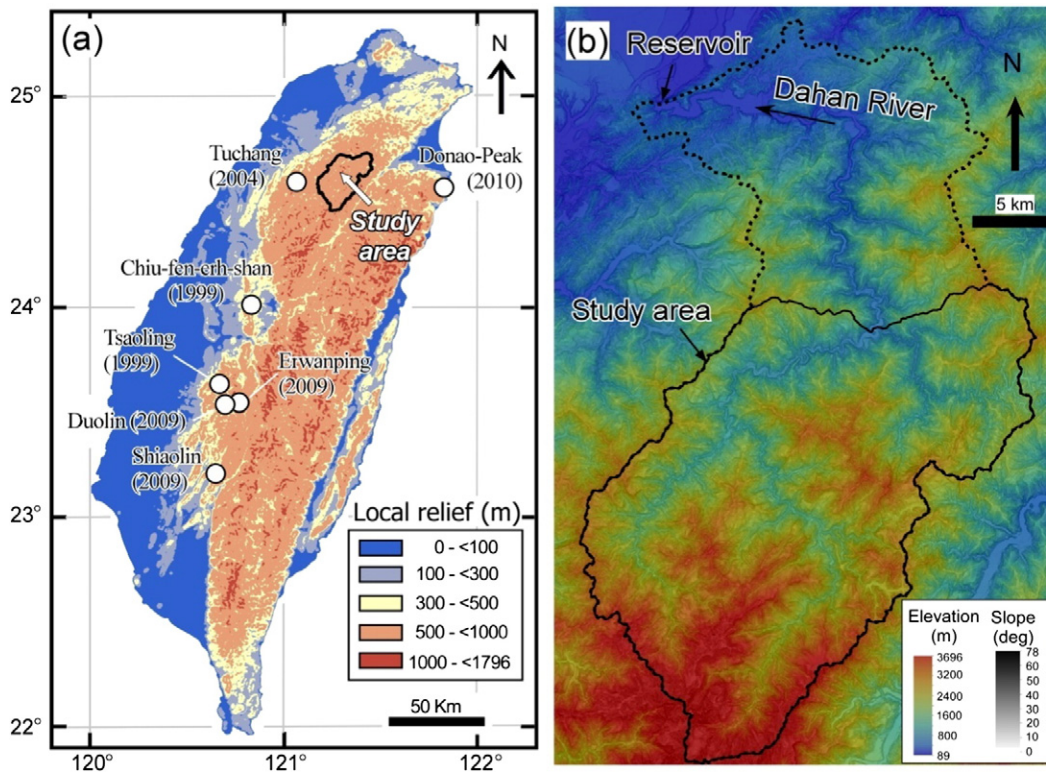 (a)
N
25°
24°
23°
22°
120°
121°
122°
Tuchang
(2004)
Donao-Peak
(2010)
Study
area
Chiu-fen-erh-shan
(1999)
Tsaoling
(1999)
Erwanping
(2009)
Duolin (2009)
Shiaolin
(2009)
Local relief (m)
0 - <100
100 - <300
300 - <500
500 - <1000
1000 - <1796
50 Km
(b)
Reservoir
Dahan River
N
5 km
Study area
Elevation
(m)
3696
3200
2400
1600
800
89
Slope
(deg)
78
60
50
40
30
20
10
0